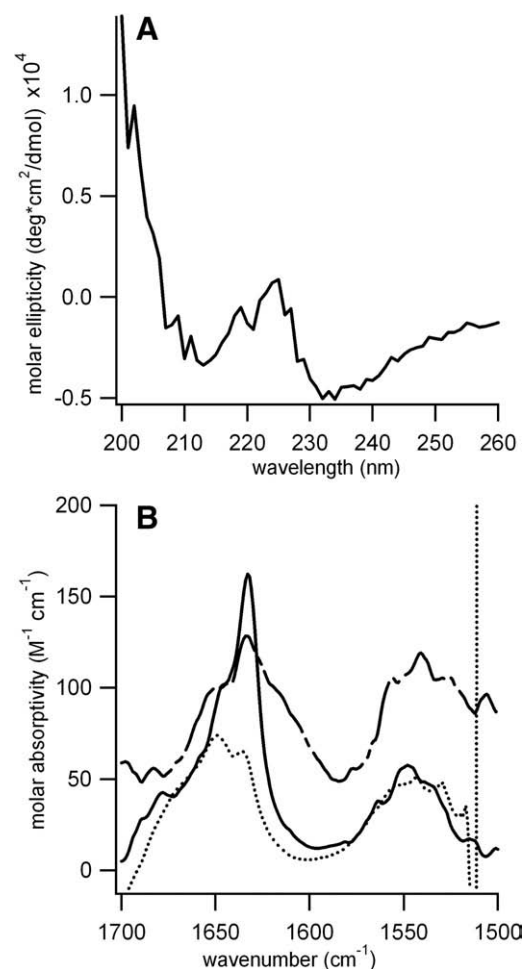 A
molar ellipticity (deg*cm²/dmol) x10⁴
1.0
0.5
0.0
-0.5
200 210 220 230 240 250 260
wavelength (nm)
B
molar absorptivity (M⁻¹ cm⁻¹)
200
150
100
50
0
1700 1650 1600 1550 1500
wavenumber (cm⁻¹)